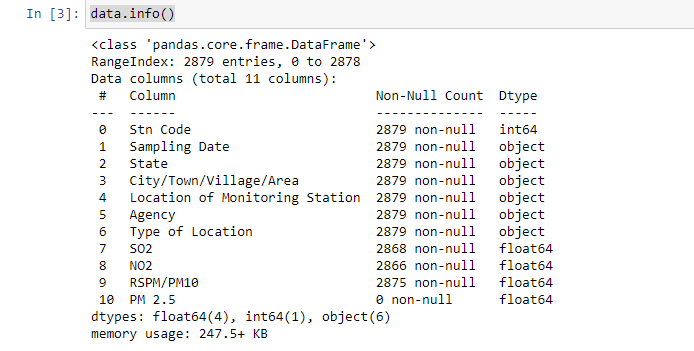 In [3]: data.info()
<class 'pandas.core.frame.DataFrame'>
RangeIndex: 2879 entries, 0 to 2878
Data columns (total 11 columns):
 #   Column                          Non-Null Count  Dtype
---  ------                          --------------  -----
 0   Stn Code                        2879 non-null   int64
 1   Sampling Date                   2879 non-null   object
 2   State                           2879 non-null   object
 3   City/Town/Village/Area          2879 non-null   object
 4   Location of Monitoring Station  2879 non-null   object
 5   Agency                          2879 non-null   object
 6   Type of Location                2879 non-null   object
 7   SO2                             2868 non-null   float64
 8   NO2                             2866 non-null   float64
 9   RSPM/PM10                       2875 non-null   float64
 10  PM 2.5                          0 non-null      float64
dtypes: float64(4), int64(1), object(6)
memory usage: 247.5+ KB